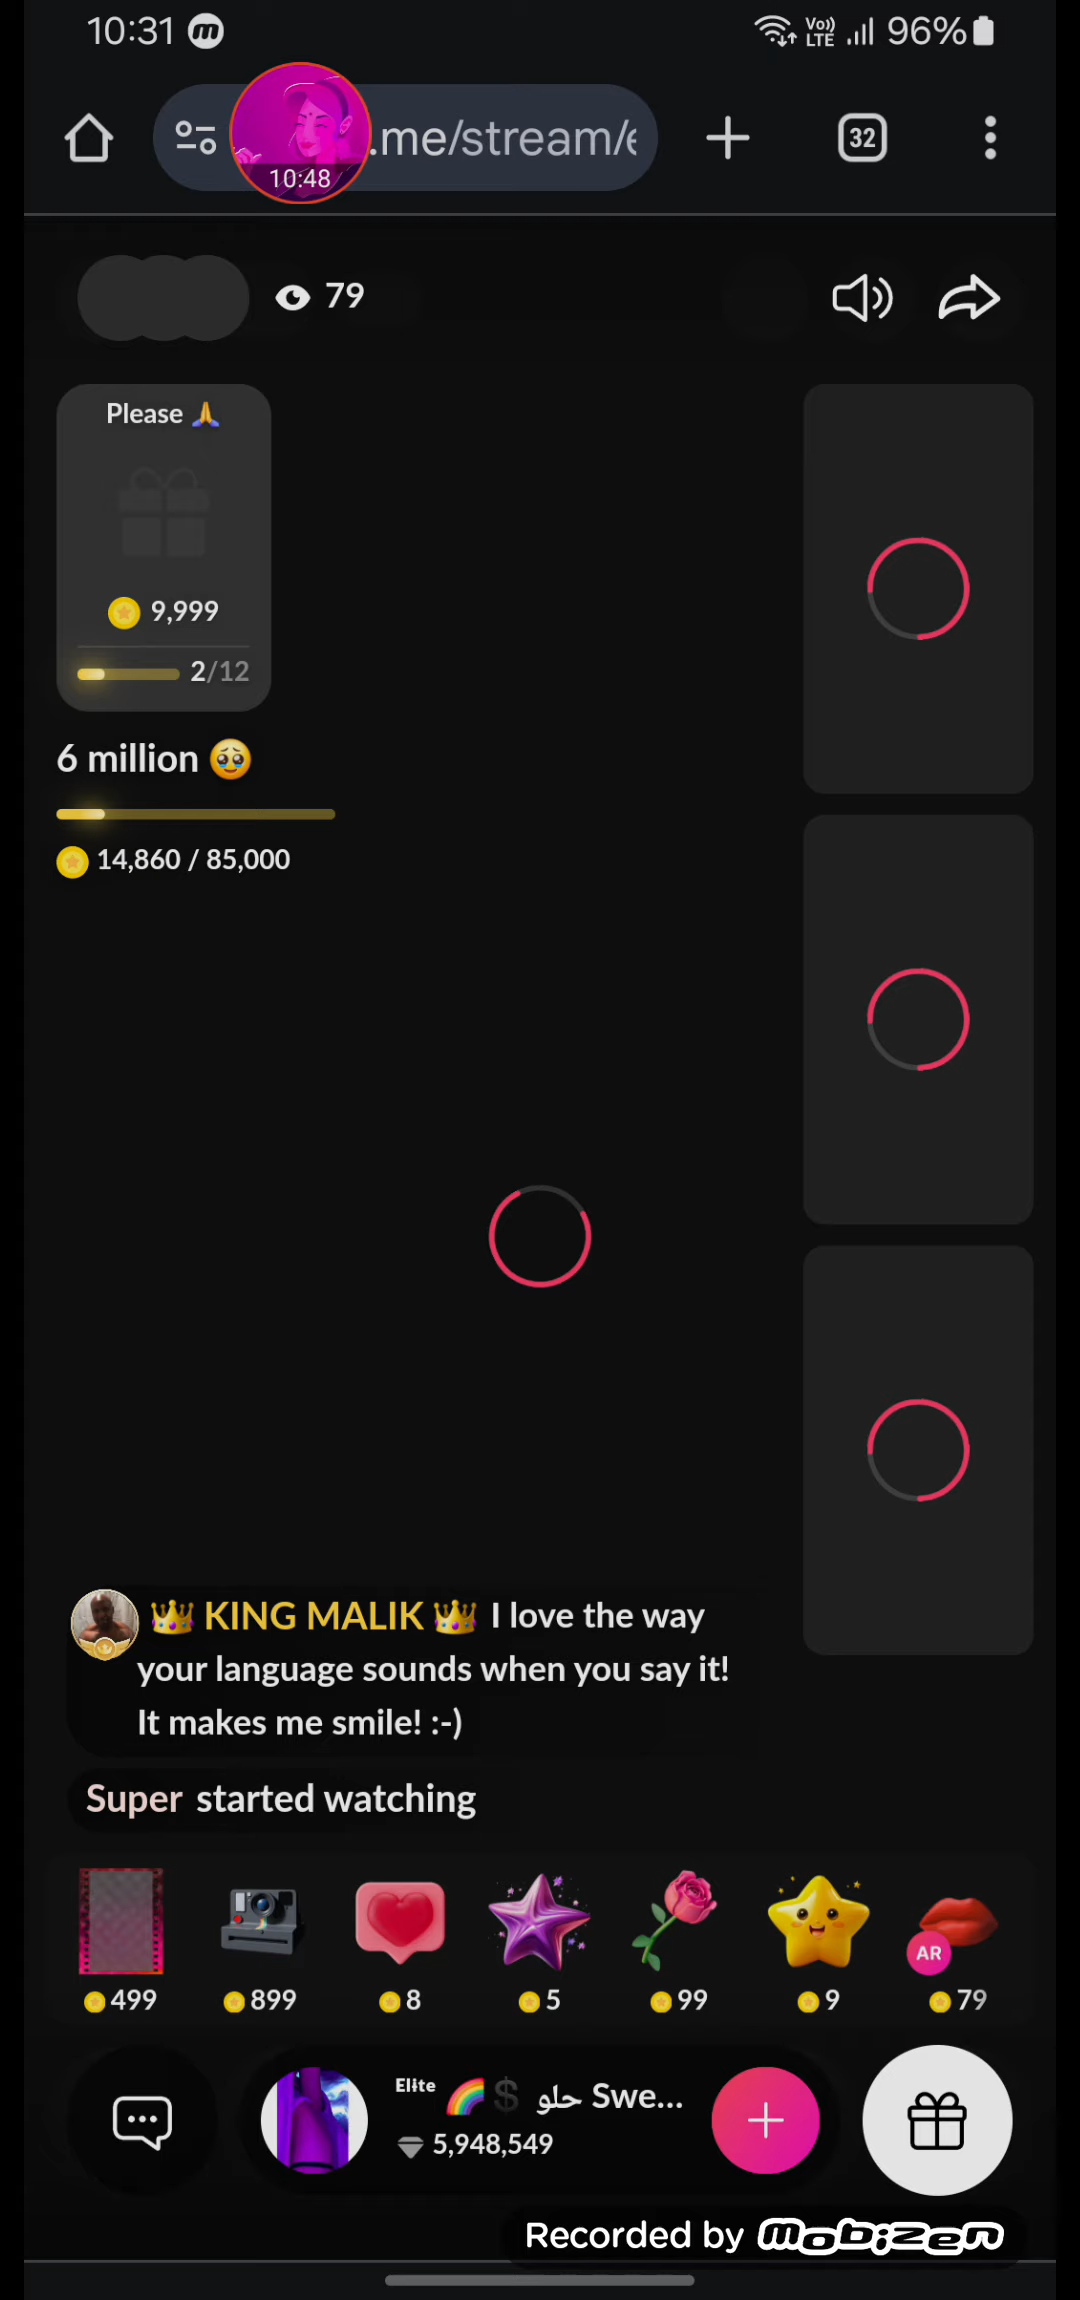 10:31 m Vo)) LTE 96%
10:48 .me/stream/ 32
79
Please 🙏
9,999
2/12
6 million 🥹
14,860 / 85,000
👑 KING MALIK 👑 I love the way
your language sounds when you say it!
It makes me smile! :-)
Super started watching
AR
499 899 8 5 99 9 79
Elite 🌈 $ حلو Swe...
5,948,549
Recorded by mobizen